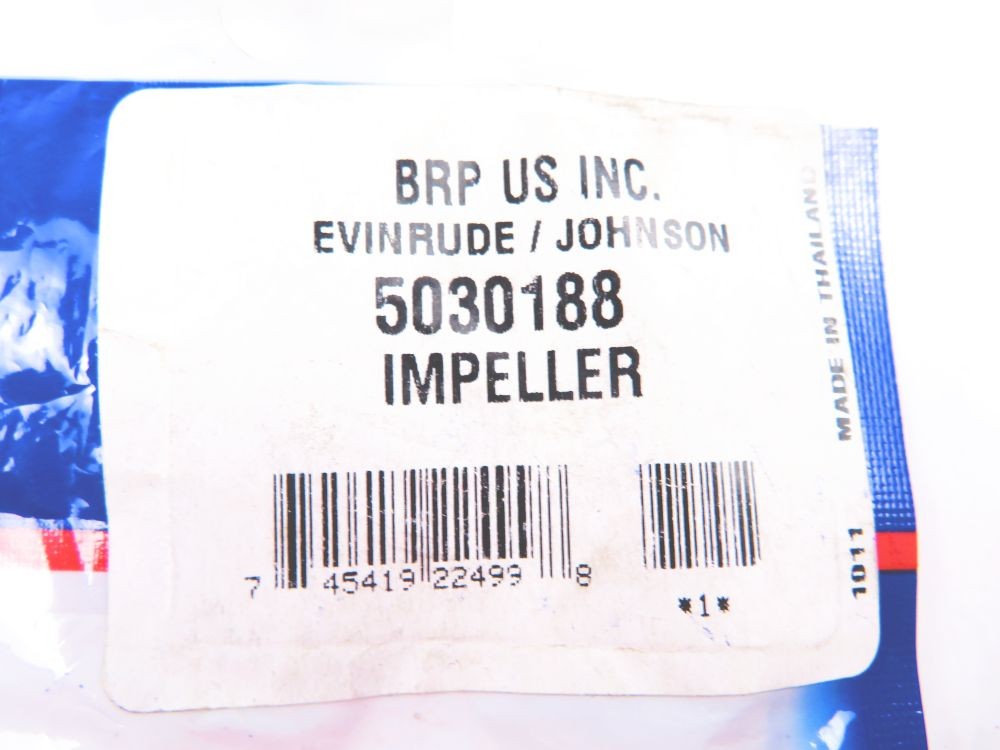 BRP US INC.
EVINRUDE / JOHNSON
5030188
IMPELLER
7 45419 22499 8
*1*
MADE IN THAILAND
1011